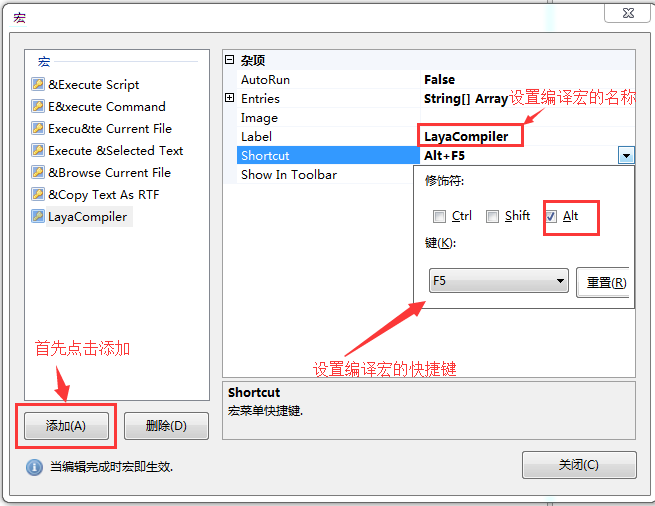 宏
宏
&Execute Script
E&xecute Command
Execu&te Current File
Execute &Selected Text
&Browse Current File
&Copy Text As RTF
LayaCompiler
杂项
AutoRun False
Entries String[] Array 设置编译宏的名称
Image
Label LayaCompiler
Shortcut Alt+F5
Show In Toolbar
修饰符:
Ctrl Shift Alt
键(K):
F5 重置(R)
首先点击添加
设置编译宏的快捷键
Shortcut
宏菜单快捷键.
添加(A) 删除(D)
当编辑完成时宏即生效.
关闭(C)